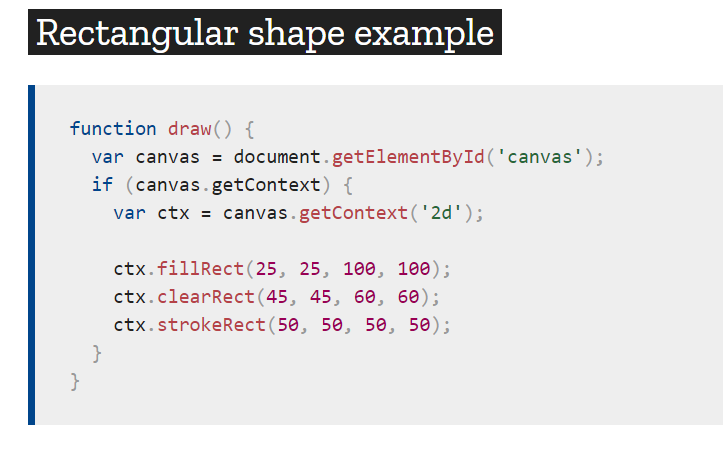 Rectangular shape example
function draw() {
  var canvas = document.getElementById('canvas');
  if (canvas.getContext) {
    var ctx = canvas.getContext('2d');

    ctx.fillRect(25, 25, 100, 100);
    ctx.clearRect(45, 45, 60, 60);
    ctx.strokeRect(50, 50, 50, 50);
  }
}